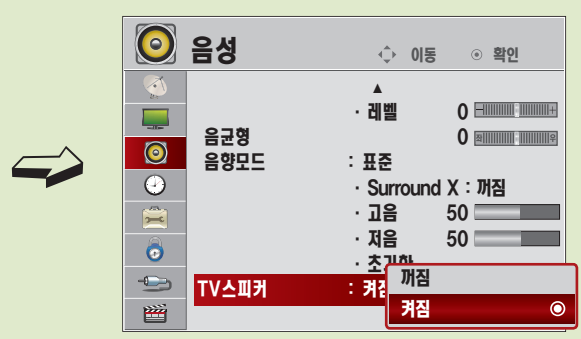 음성 이동 확인
· 레벨 0 - +
음균형 0 좌 우
음향모드 : 표준
· Surround X : 꺼짐
· 고음 50
· 저음 50
· 초기화
TV스피커 : 켜짐
꺼짐
켜짐